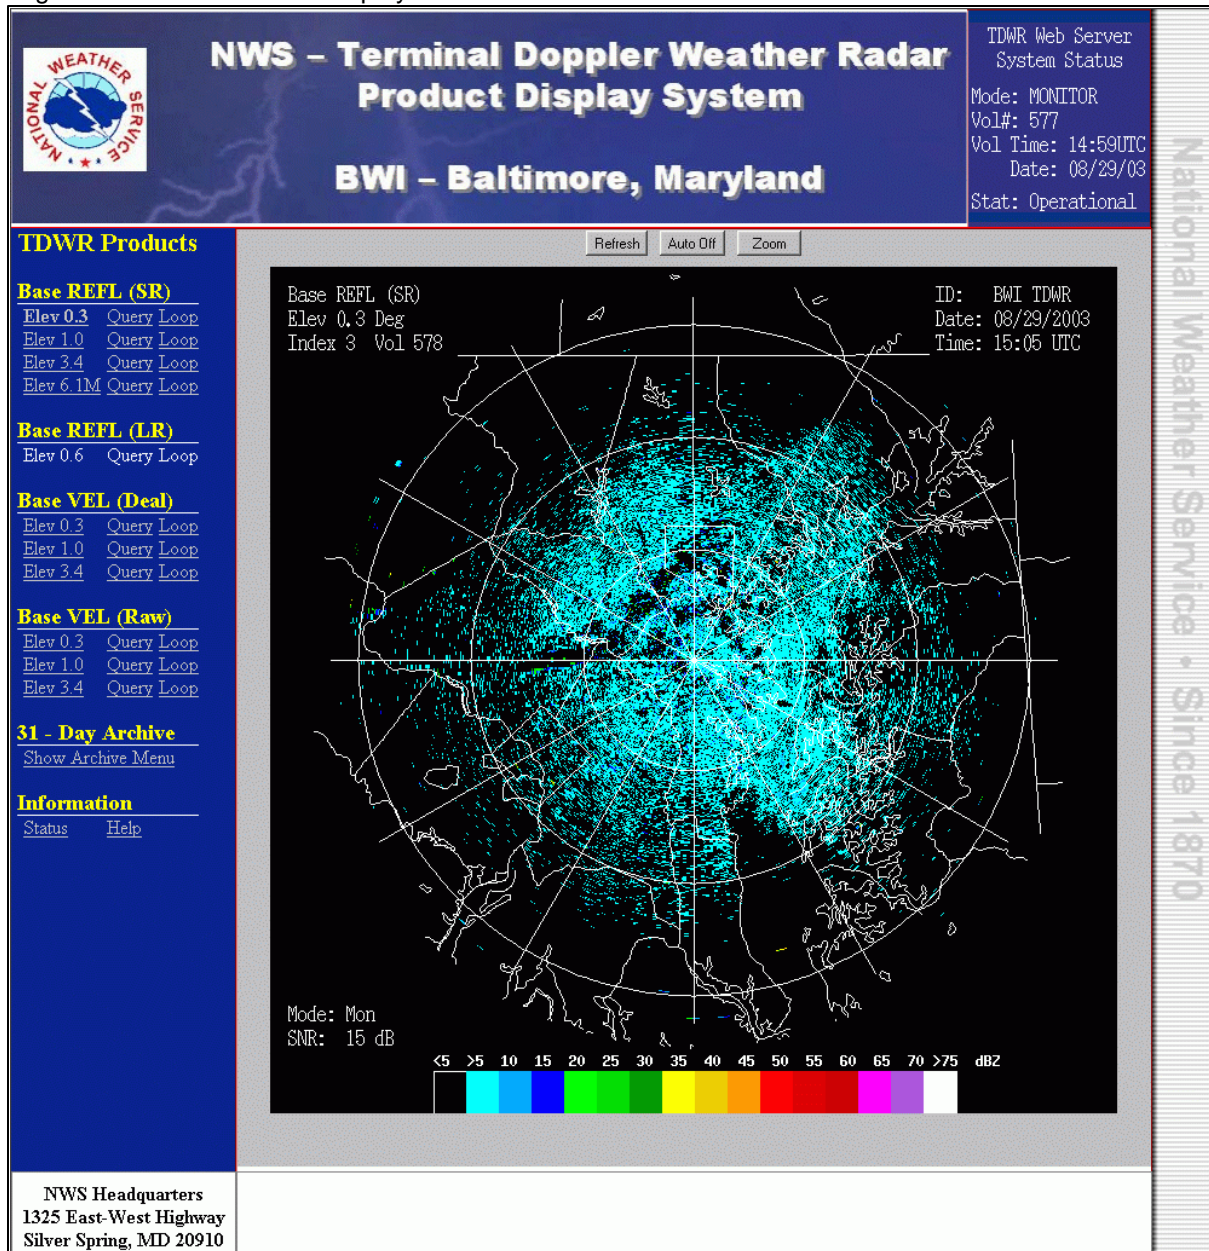 NATIONAL WEATHER SERVICE
NWS – Terminal Doppler Weather Radar
Product Display System
BWI – Baltimore, Maryland
TDWR Web Server
System Status
Mode: MONITOR
Vol#: 577
Vol Time: 14:59UTC
Date: 08/29/03
Stat: Operational
National Weather Service • Since 1870
TDWR Products
Base REFL (SR)
Elev 0.3 Query Loop
Elev 1.0 Query Loop
Elev 3.4 Query Loop
Elev 6.1M Query Loop
Base REFL (LR)
Elev 0.6 Query Loop
Base VEL (Deal)
Elev 0.3 Query Loop
Elev 1.0 Query Loop
Elev 3.4 Query Loop
Base VEL (Raw)
Elev 0.3 Query Loop
Elev 1.0 Query Loop
Elev 3.4 Query Loop
31 - Day Archive
Show Archive Menu
Information
Status Help
Refresh Auto Off Zoom
Base REFL (SR)
Elev 0.3 Deg
Index 3 Vol 578
ID: BWI TDWR
Date: 08/29/2003
Time: 15:05 UTC
Mode: Mon
SNR: 15 dB
<5 >5 10 15 20 25 30 35 40 45 50 55 60 65 70 >75 dBZ
NWS Headquarters
1325 East-West Highway
Silver Spring, MD 20910